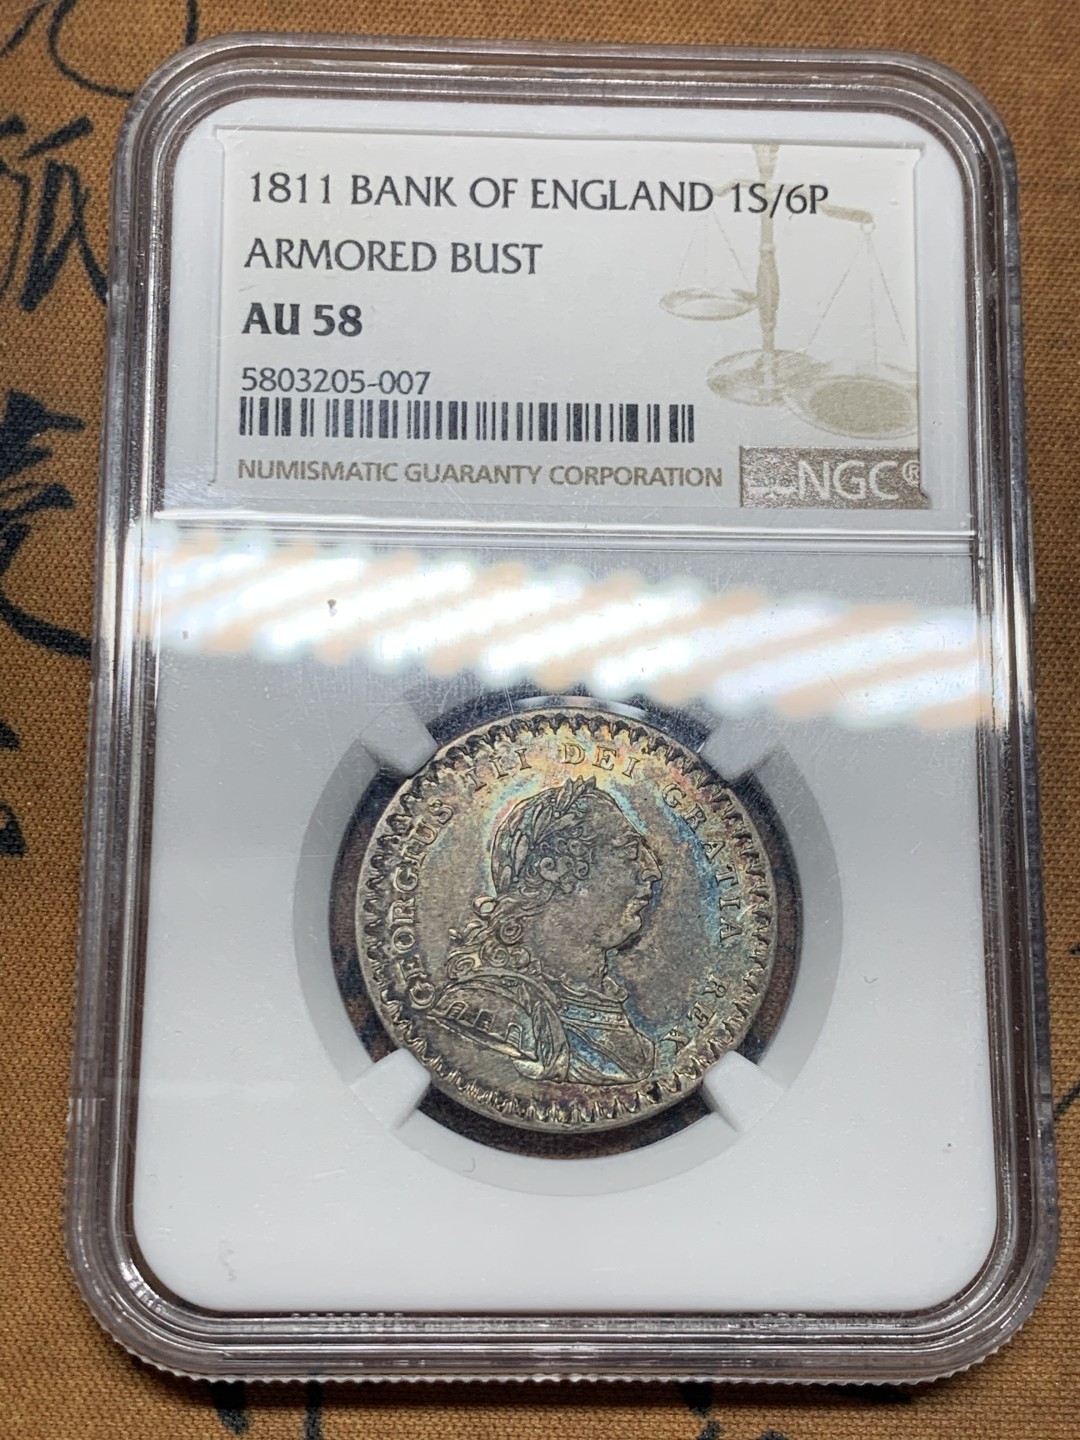 1811 BANK OF ENGLAND 1S/6P
ARMORED BUST
AU 58
5803205-007
NUMISMATIC GUARANTY CORPORATION
NGC®
GEORGIUS III DEI GRATIA REX